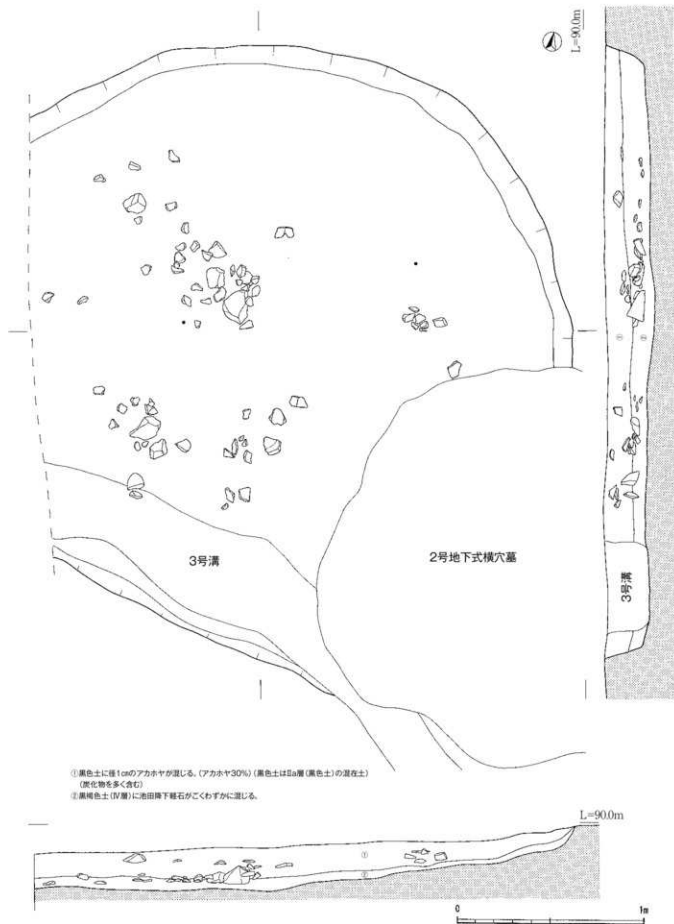 L=90.0m
3号溝
2号地下式横穴墓
3号溝
①黒色土に径1㎝のアカホヤが混じる。(アカホヤ30%)(黒色土はⅡa層(黒色土)の混在土)
(炭化物を多く含む)
②黒褐色土(Ⅳ層)に池田降下軽石がごくわずかに混じる。
L=90.0m
①
②
0 1m